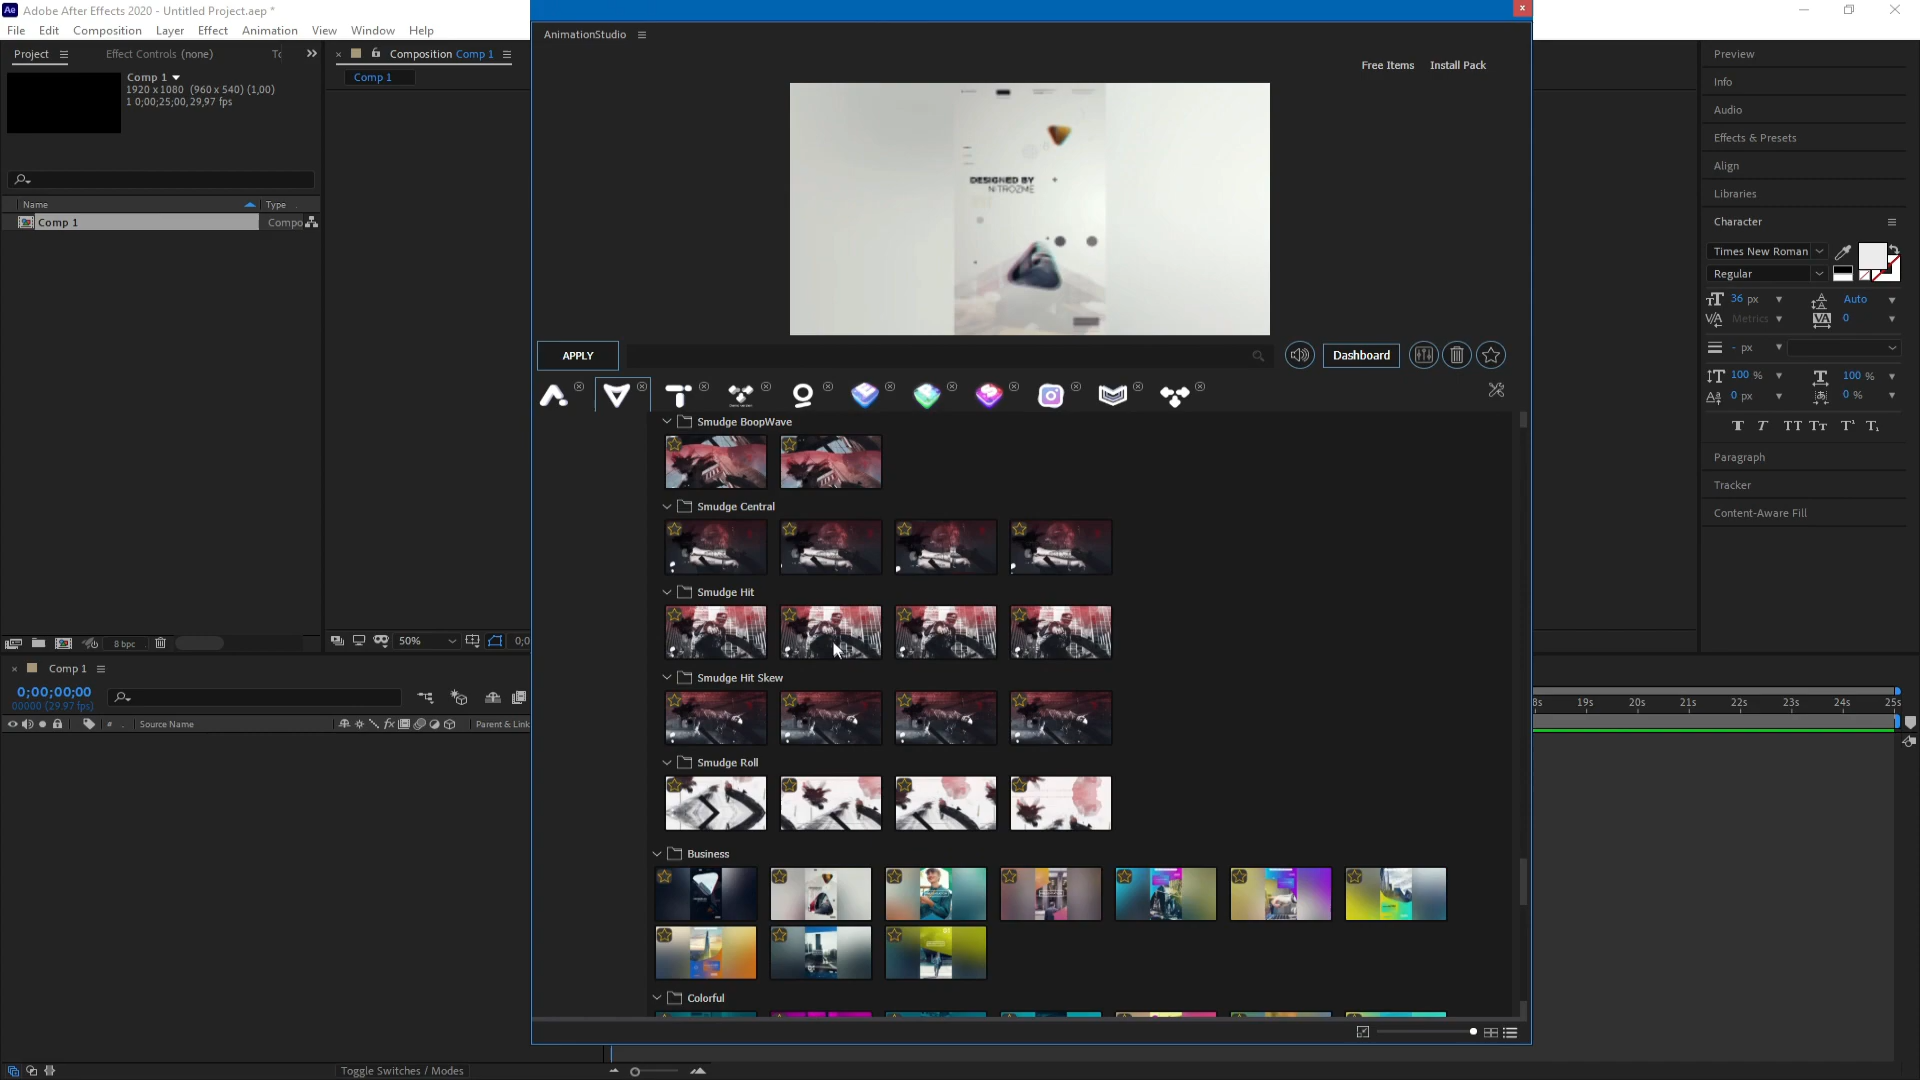 Adobe After Effects 2020 - Untitled Project.aep *
File Edit Composition Layer Effect Animation View Window Help
AnimationStudio
Project
Effect Controls (none)
Composition Comp 1
Comp 1
Comp 1
1920 x 1080 (960 x 540) (1,00)
1 0;00;25;00, 29,97 fps
Free Items
Install Pack
DESIGNED BY
NITROZME
Name
Type
Comp 1
Compo
APPLY
Dashboard
Smudge BoopWave
Smudge Central
Smudge Hit
Smudge Hit Skew
Smudge Roll
Business
Colorful
8 bpc
50%
Comp 1
0;00;00;00
00000 (29.97 fps)
# Source Name
Parent & Link
Toggle Switches / Modes
Preview
Info
Audio
Effects & Presets
Align
Libraries
Character
Times New Roman
Regular
36 px
Auto
Metrics
0
- px
100 %
100 %
0 px
0 %
Paragraph
Tracker
Content-Aware Fill
19s 20s 21s 22s 23s 24s 25s